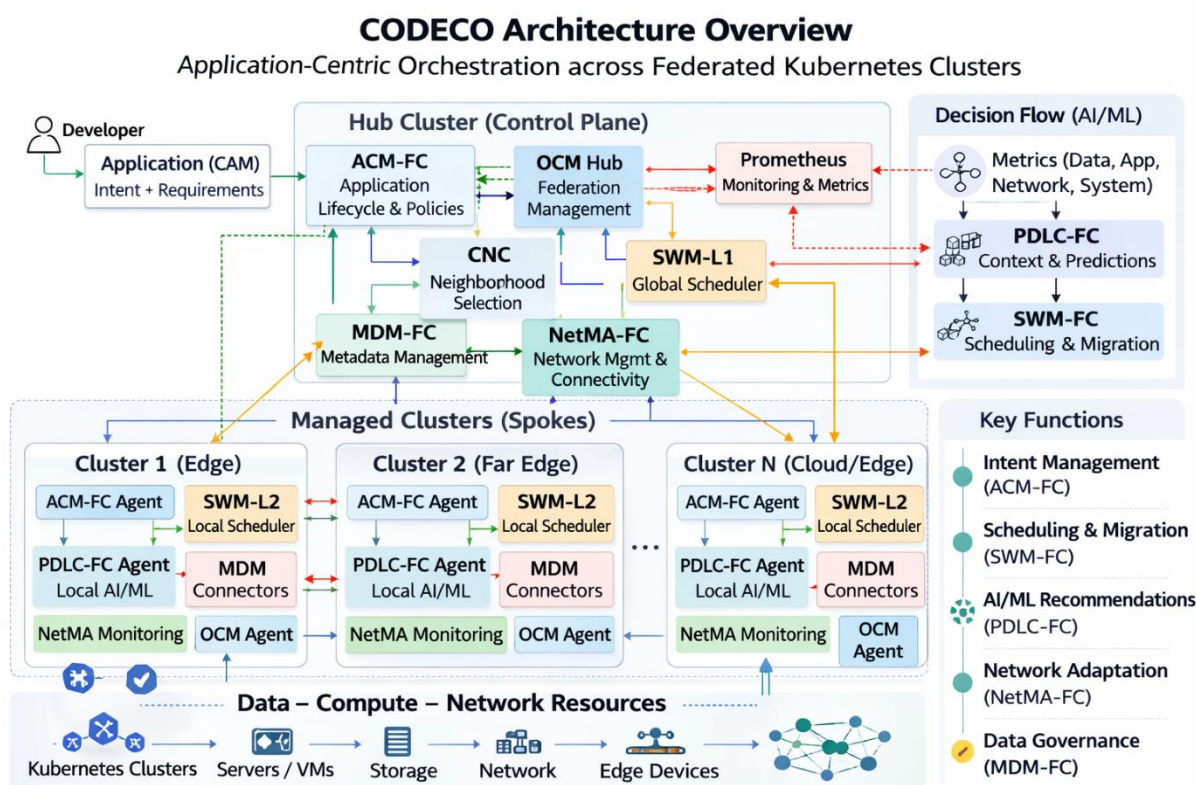 CODECO Architecture Overview
Application-Centric Orchestration across Federated Kubernetes Clusters
Developer
Application (CAM)
Intent + Requirements
Hub Cluster (Control Plane)
ACM-FC
Application
Lifecycle & Policies
OCM Hub
Federation
Management
Prometheus
Monitoring & Metrics
CNC
Neighborhood
Selection
SWM-L1
Global Scheduler
MDM-FC
Metadata Management
NetMA-FC
Network Mgmt &
Connectivity
Decision Flow (AI/ML)
Metrics (Data, App,
Network, System)
PDLC-FC
Context & Predictions
SWM-FC
Scheduling & Migration
Managed Clusters (Spokes)
Cluster 1 (Edge)
ACM-FC Agent
SWM-L2
Local Scheduler
PDLC-FC Agent
Local AI/ML
MDM
Connectors
NetMA Monitoring
OCM Agent
Cluster 2 (Far Edge)
ACM-FC Agent
SWM-L2
Local Scheduler
PDLC-FC Agent
Local AI/ML
MDM
Connectors
NetMA Monitoring
OCM Agent
...
Cluster N (Cloud/Edge)
ACM-FC Agent
SWM-L2
Local Scheduler
PDLC-FC Agent
Local AI/ML
MDM
Connectors
NetMA Monitoring
OCM
Agent
Key Functions
Intent Management
(ACM-FC)
Scheduling & Migration
(SWM-FC)
AI/ML Recommendations
(PDLC-FC)
Network Adaptation
(NetMA-FC)
Data Governance
(MDM-FC)
Data – Compute – Network Resources
Kubernetes Clusters
Servers / VMs
Storage
Network
Edge Devices